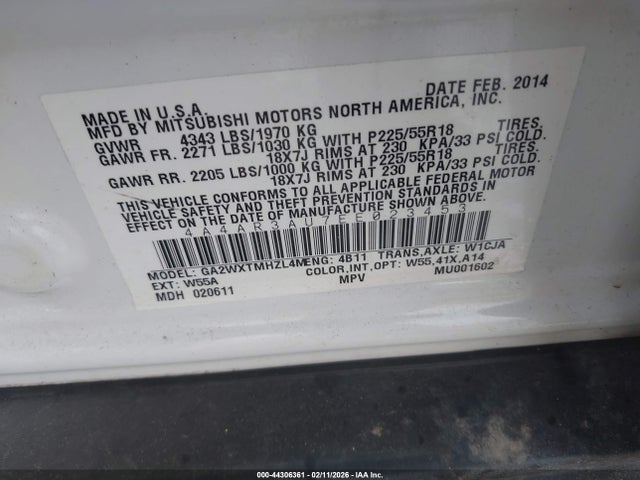 DATE FEB. 2014
MADE IN U.S.A.
MFD BY MITSUBISHI MOTORS NORTH AMERICA, INC.
GVWR 4343 LBS/1970 KG
GAWR FR. 2271 LBS/1030 KG WITH P225/55R18 TIRES.
18X7J RIMS AT 230 KPA/33 PSI COLD.
GAWR RR. 2205 LBS/1000 KG WITH P225/55R18 TIRES.
18X7J RIMS AT 230 KPA/33 PSI COLD.
THIS VEHICLE CONFORMS TO ALL APPLICABLE FEDERAL MOTOR
VEHICLE SAFETY AND THEFT PREVENTION STANDARDS IN
EFFECT ON THE DATE OF MANUFACTURE SHOWN ABOVE.
4A4AR3AU7EE023453
MODEL: GA2WXTMHZL4M ENG: 4B11 TRANS,AXLE: W1CJA
EXT: W55A COLOR,INT,OPT: W55,41X,A14
MDH 020611 MPV MU001602
000-44306361 - 02/11/2026 - IAA Inc.